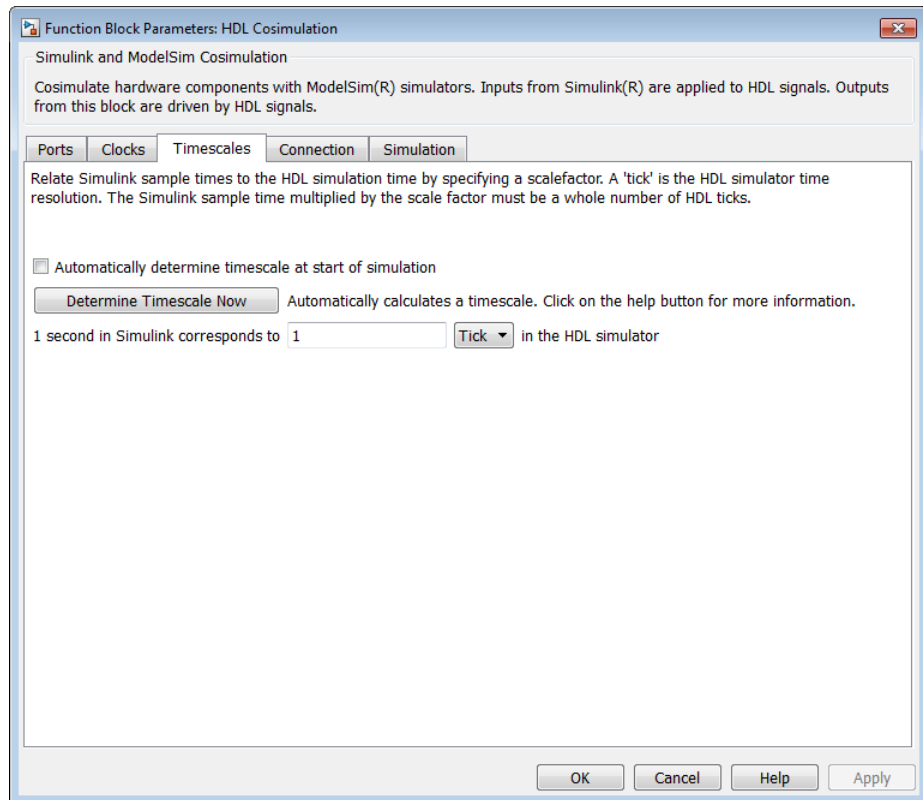 Function Block Parameters: HDL Cosimulation
Simulink and ModelSim Cosimulation
Cosimulate hardware components with ModelSim(R) simulators. Inputs from Simulink(R) are applied to HDL signals. Outputs
from this block are driven by HDL signals.
Ports Clocks Timescales Connection Simulation
Relate Simulink sample times to the HDL simulation time by specifying a scalefactor. A 'tick' is the HDL simulator time
resolution. The Simulink sample time multiplied by the scale factor must be a whole number of HDL ticks.
Automatically determine timescale at start of simulation
Determine Timescale Now Automatically calculates a timescale. Click on the help button for more information.
1 second in Simulink corresponds to 1 Tick in the HDL simulator
OK Cancel Help Apply